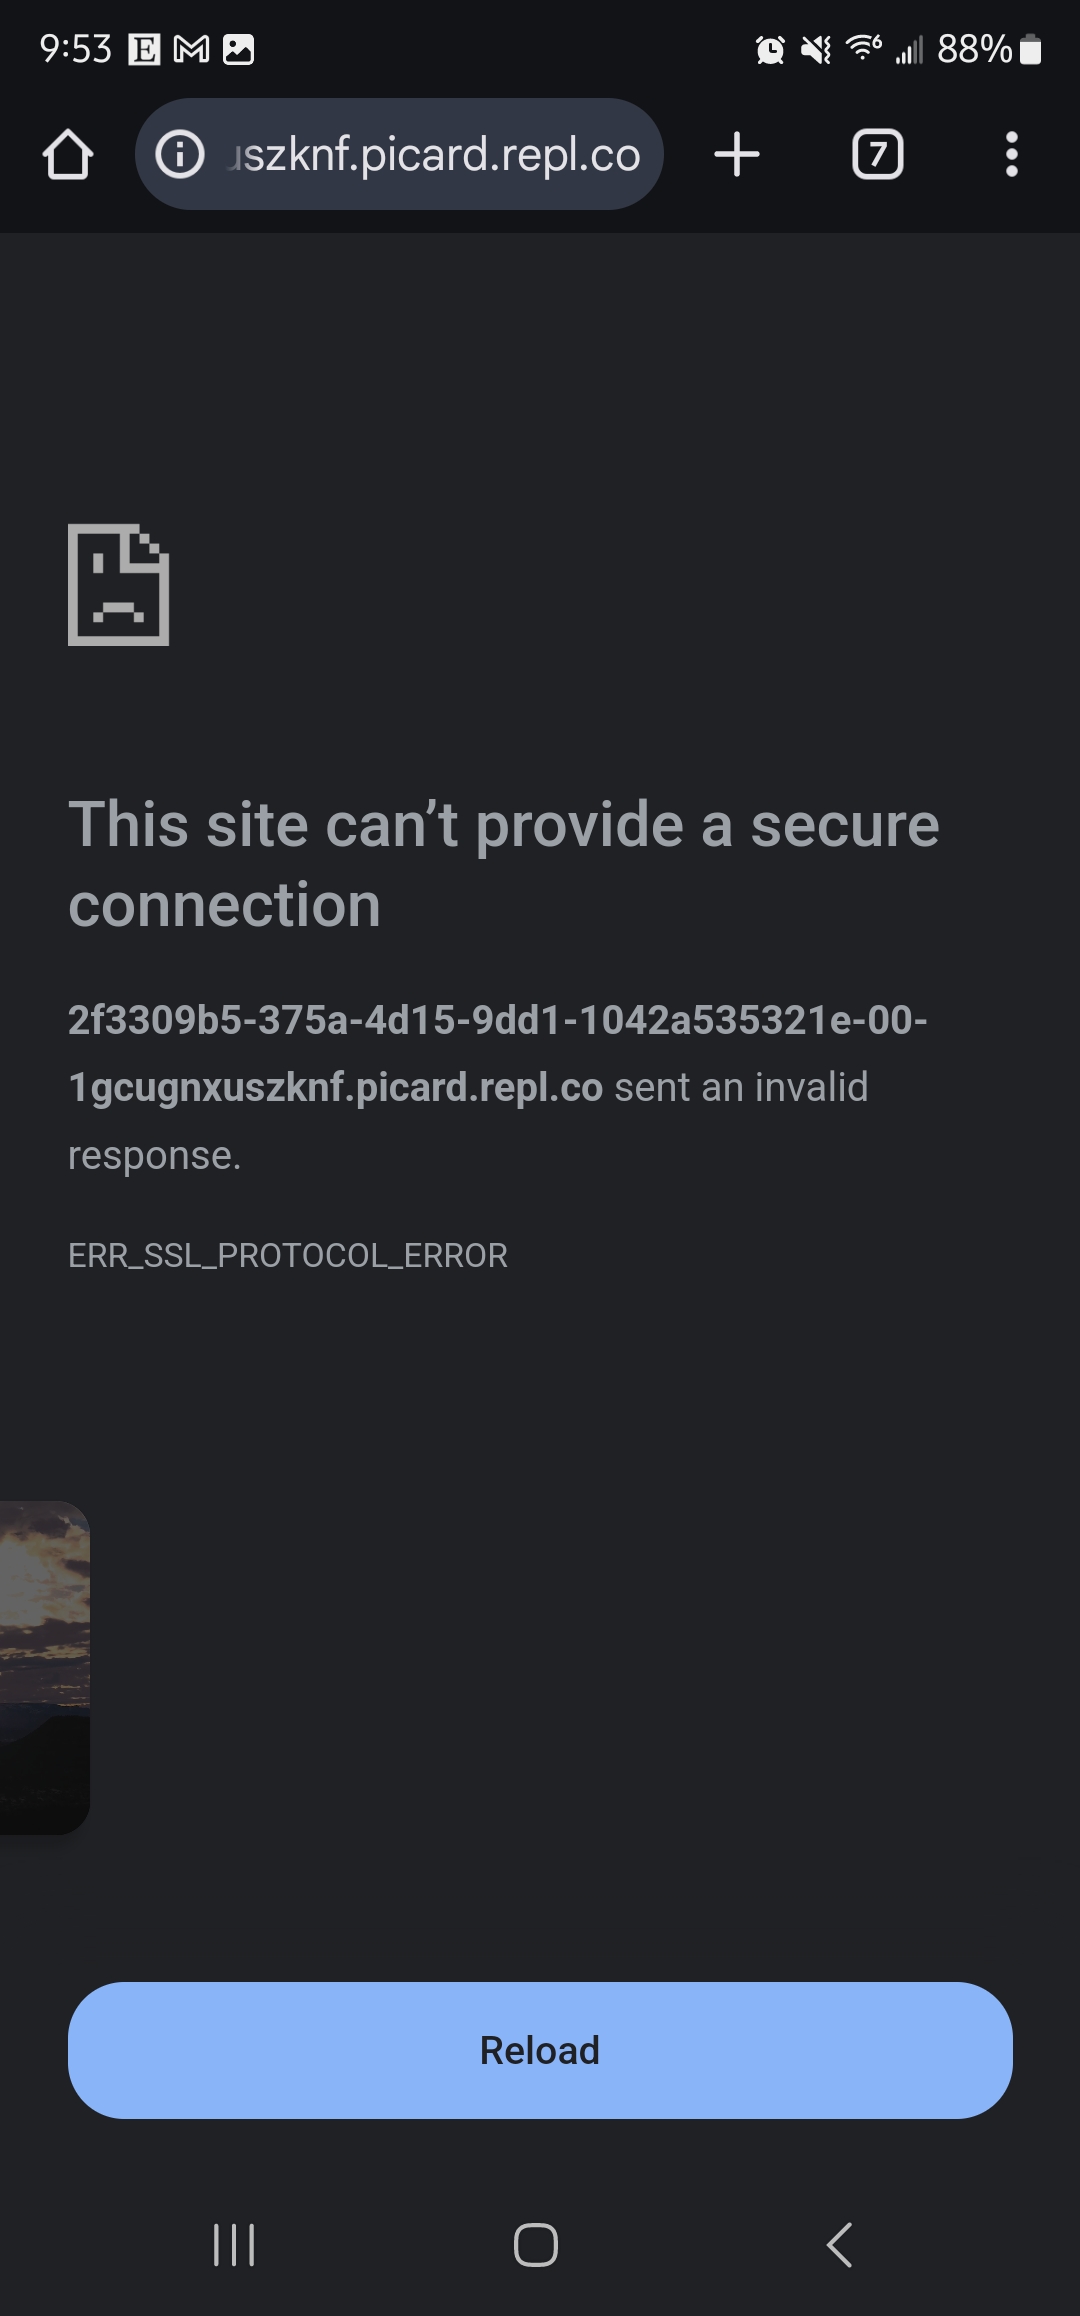 9:53 E M 6 88%
uszknf.picard.repl.co 7
This site can’t provide a secure
connection
2f3309b5-375a-4d15-9dd1-1042a535321e-00-
1gcugnxuszknf.picard.repl.co sent an invalid
response.
ERR_SSL_PROTOCOL_ERROR
Reload